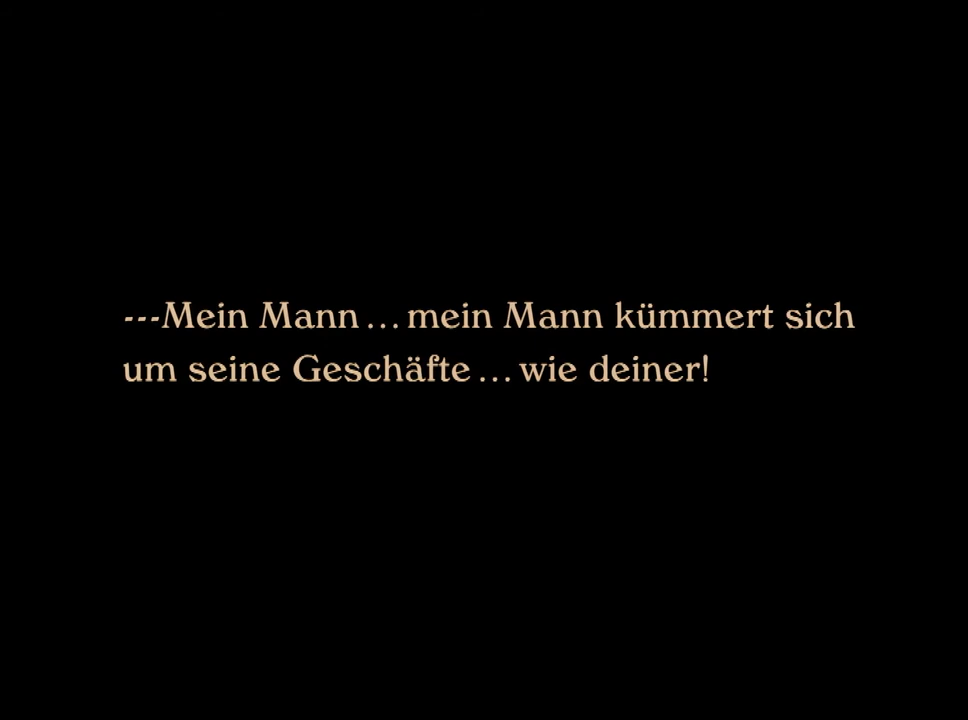 ---Mein Mann ... mein Mann kümmert sich
um seine Geschäfte ... wie deiner!